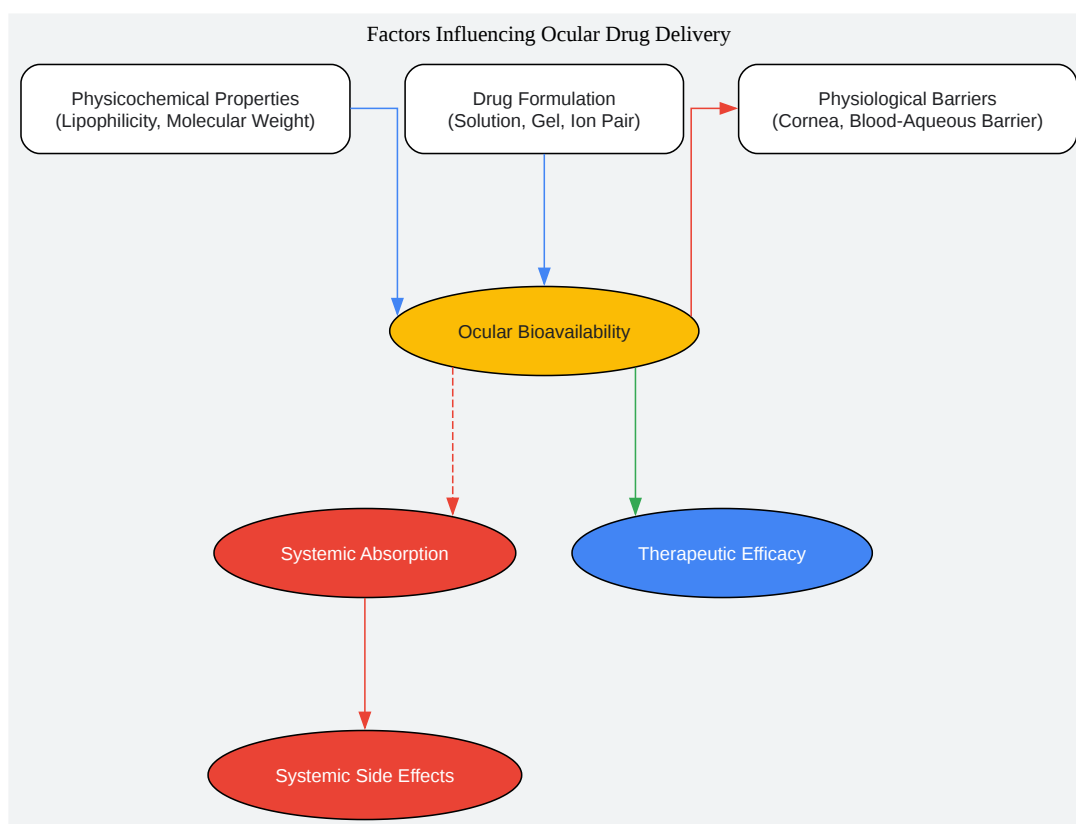 Factors Influencing Ocular Drug Delivery
Physicochemical Properties
(Lipophilicity, Molecular Weight)
Drug Formulation
(Solution, Gel, Ion Pair)
Physiological Barriers
(Cornea, Blood-Aqueous Barrier)
Ocular Bioavailability
Systemic Absorption
Therapeutic Efficacy
Systemic Side Effects